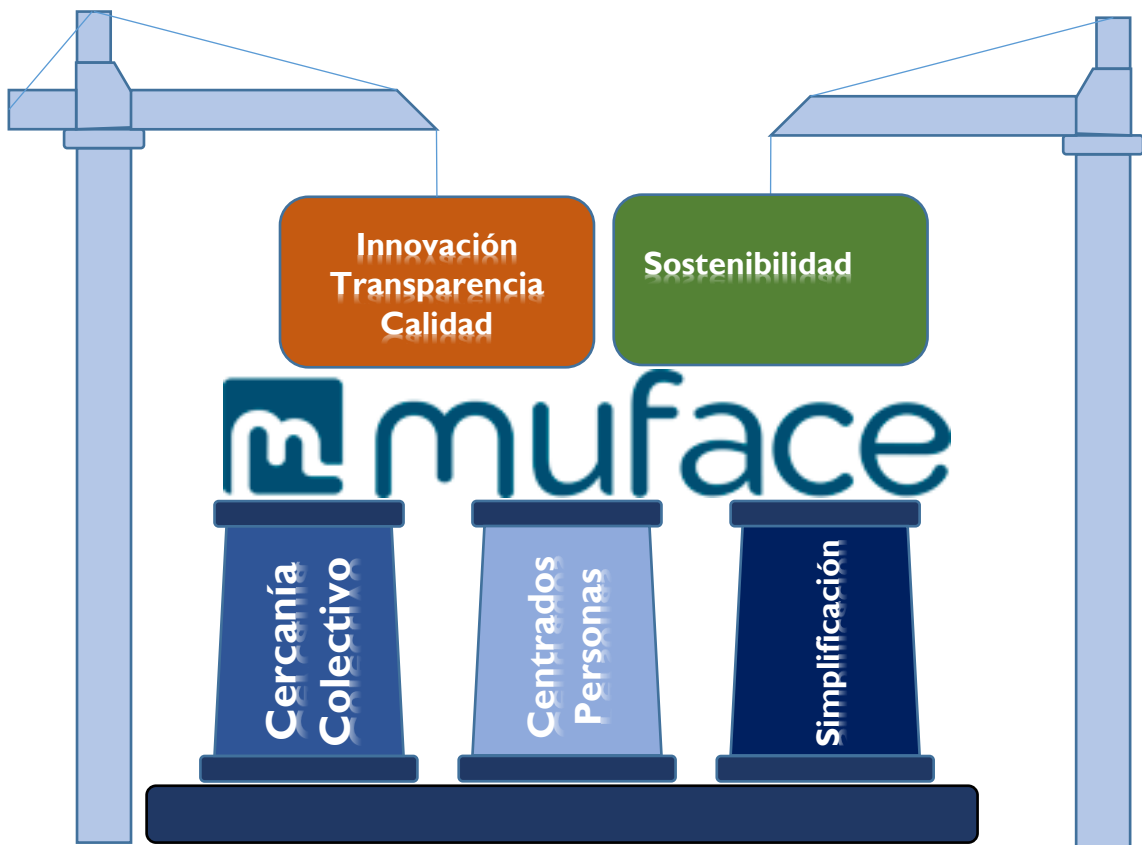 Innovación
Transparencia
Calidad
Sostenibilidad
muface
Cercanía
Colectivo
Centrados
Personas
Simplificación